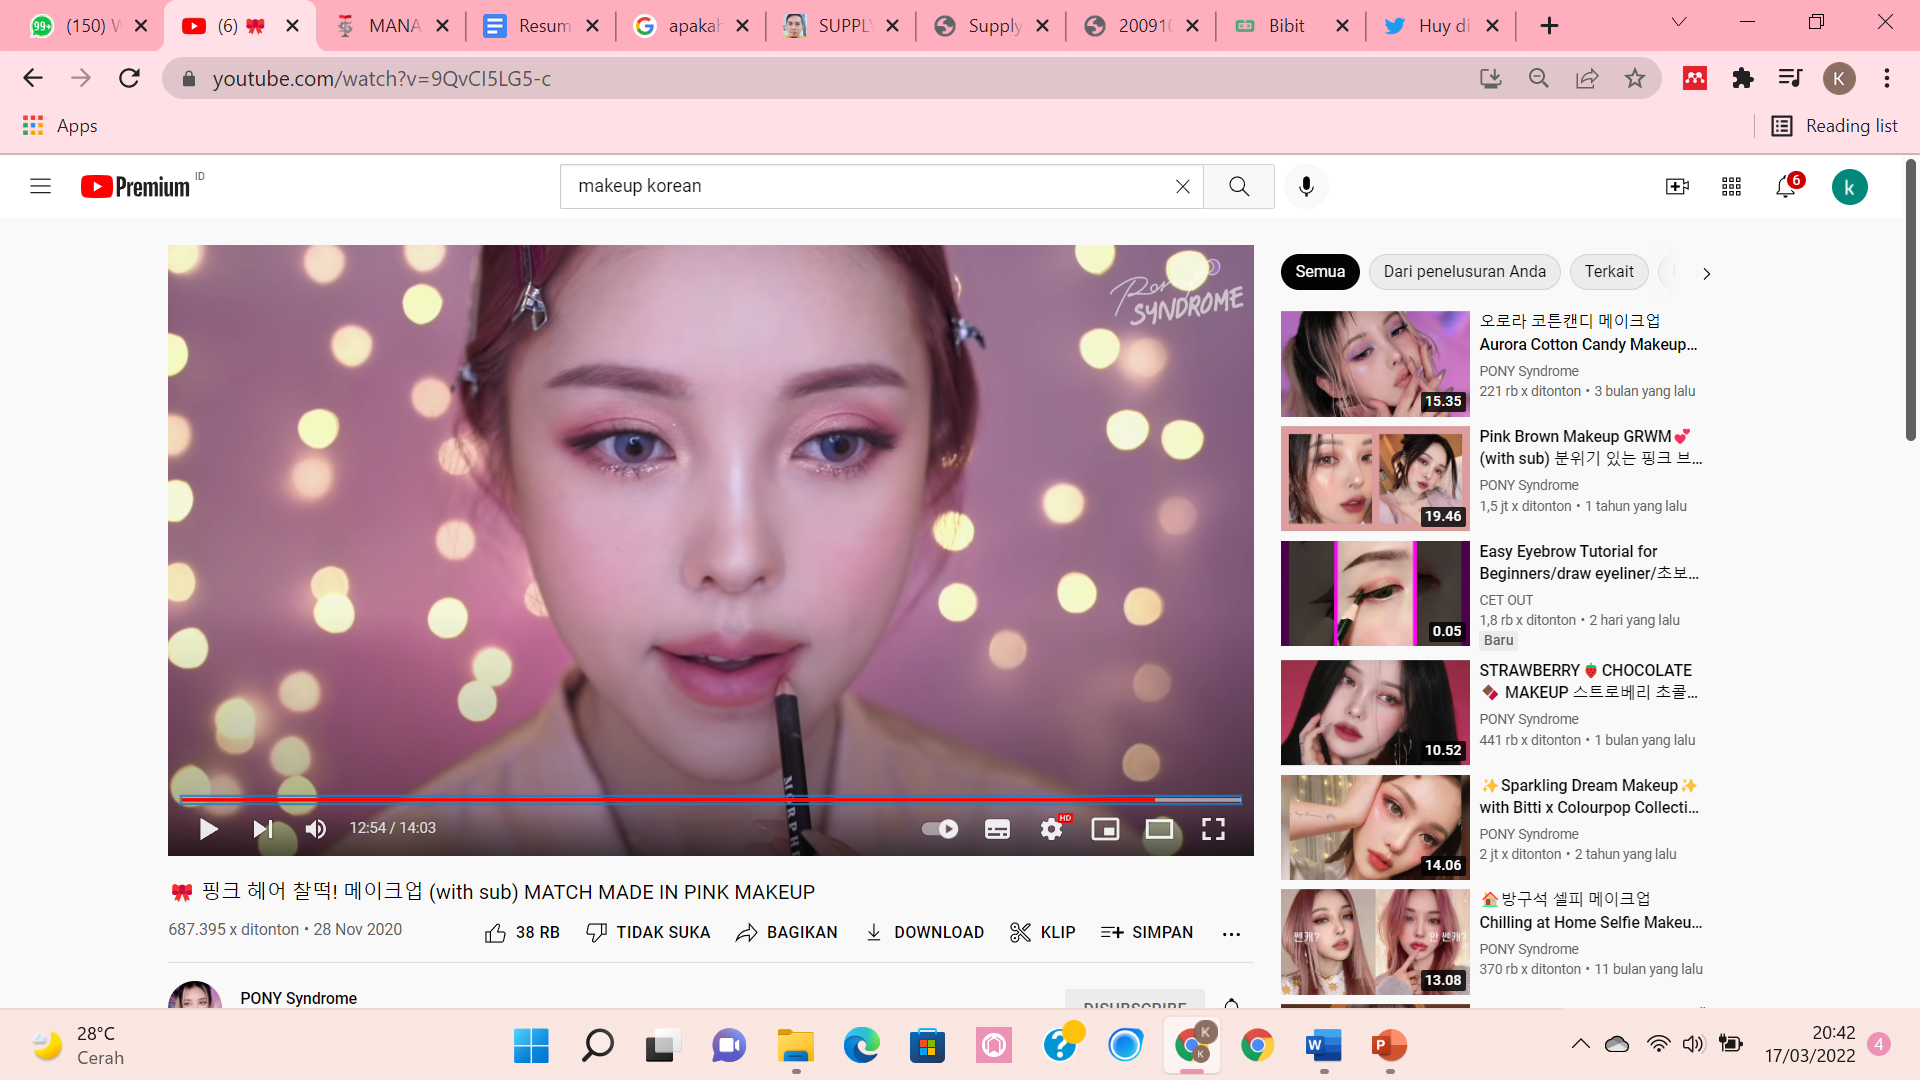 (150) W
(6) 🎀
MANA
Resum
apakah
SUPPLY
Supply
20091
Bibit
Huy di
youtube.com/watch?v=9QvCI5LG5-c
K
Apps
Reading list
Premium ID
makeup korean
6
k
Pony
SYNDROME
MORPHE
12:54 / 14:03
HD
🎀 핑크 헤어 찰떡! 메이크업 (with sub) MATCH MADE IN PINK MAKEUP
687.395 x ditonton • 28 Nov 2020
38 RB
TIDAK SUKA
BAGIKAN
DOWNLOAD
KLIP
SIMPAN
PONY Syndrome
DISUBSCRIBE
Semua
Dari penelusuran Anda
Terkait
오로라 코튼캔디 메이크업
Aurora Cotton Candy Makeup...
PONY Syndrome
221 rb x ditonton • 3 bulan yang lalu
15.35
Pink Brown Makeup GRWM💕
(with sub) 분위기 있는 핑크 브...
PONY Syndrome
1,5 jt x ditonton • 1 tahun yang lalu
19.46
Easy Eyebrow Tutorial for
Beginners/draw eyeliner/초보...
CET OUT
1,8 rb x ditonton • 2 hari yang lalu
Baru
0.05
STRAWBERRY🍓CHOCOLATE
🍫 MAKEUP 스트로베리 초콜...
PONY Syndrome
441 rb x ditonton • 1 bulan yang lalu
10.52
✨Sparkling Dream Makeup✨
with Bitti x Colourpop Collecti...
PONY Syndrome
2 jt x ditonton • 2 tahun yang lalu
14.06
🏠방구석 셀피 메이크업
Chilling at Home Selfie Makeu...
PONY Syndrome
370 rb x ditonton • 11 bulan yang lalu
쎈캐?
안 쎈캐?
13.08
28°C
Cerah
20:42
17/03/2022
4